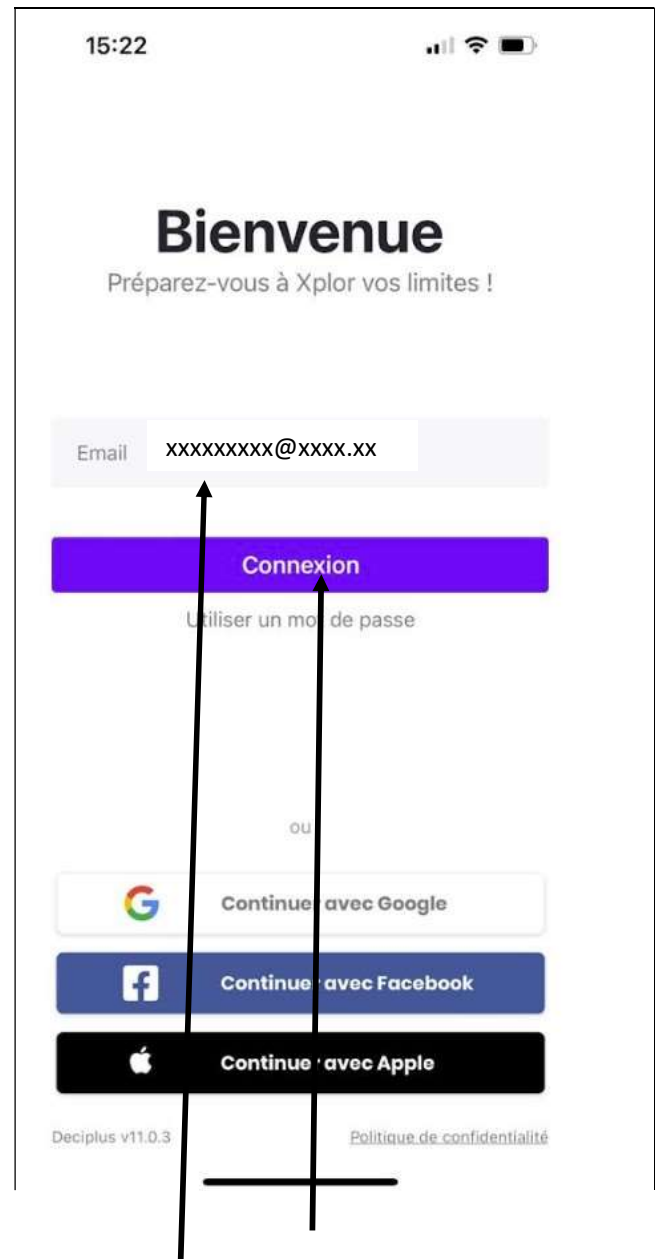 15:22
Bienvenue
Préparez-vous à Xplor vos limites !
Email xxxxxxxxx@xxxx.xx
Connexion
Utiliser un mot de passe
ou
Continuer avec Google
Continuer avec Facebook
Continuer avec Apple
Deciplus v11.0.3 Politique de confidentialité